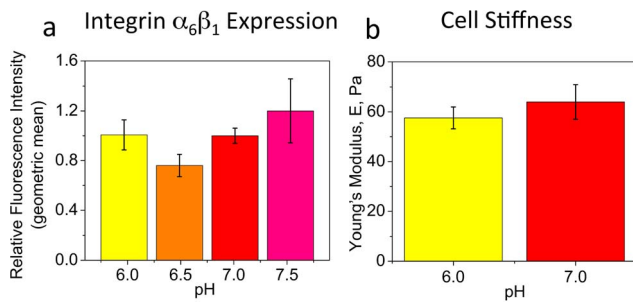 a
Integrin α6β1 Expression
Relative Fluorescence Intensity
(geometric mean)
1.6
1.2
0.8
0.4
0.0
6.0 6.5 7.0 7.5
pH
b
Cell Stiffness
Young's Modulus, E, Pa
80
60
40
20
0
6.0 7.0
pH